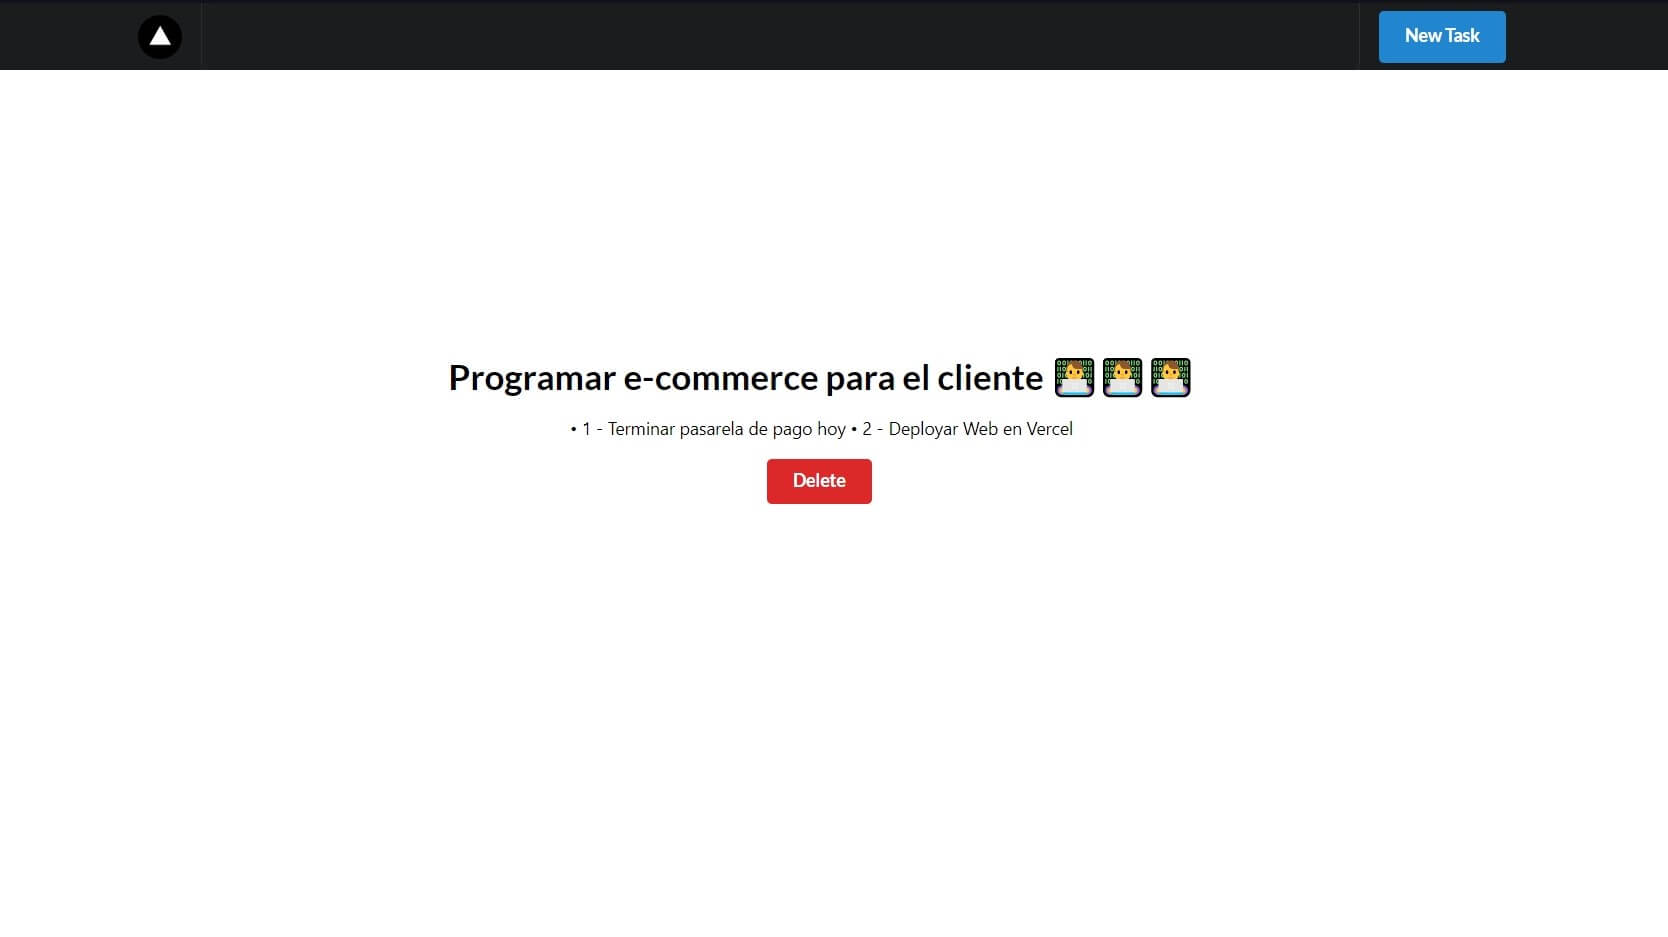 New Task
Programar e-commerce para el cliente 👨‍💻👨‍💻👨‍💻
• 1 - Terminar pasarela de pago hoy • 2 - Deployar Web en Vercel
Delete